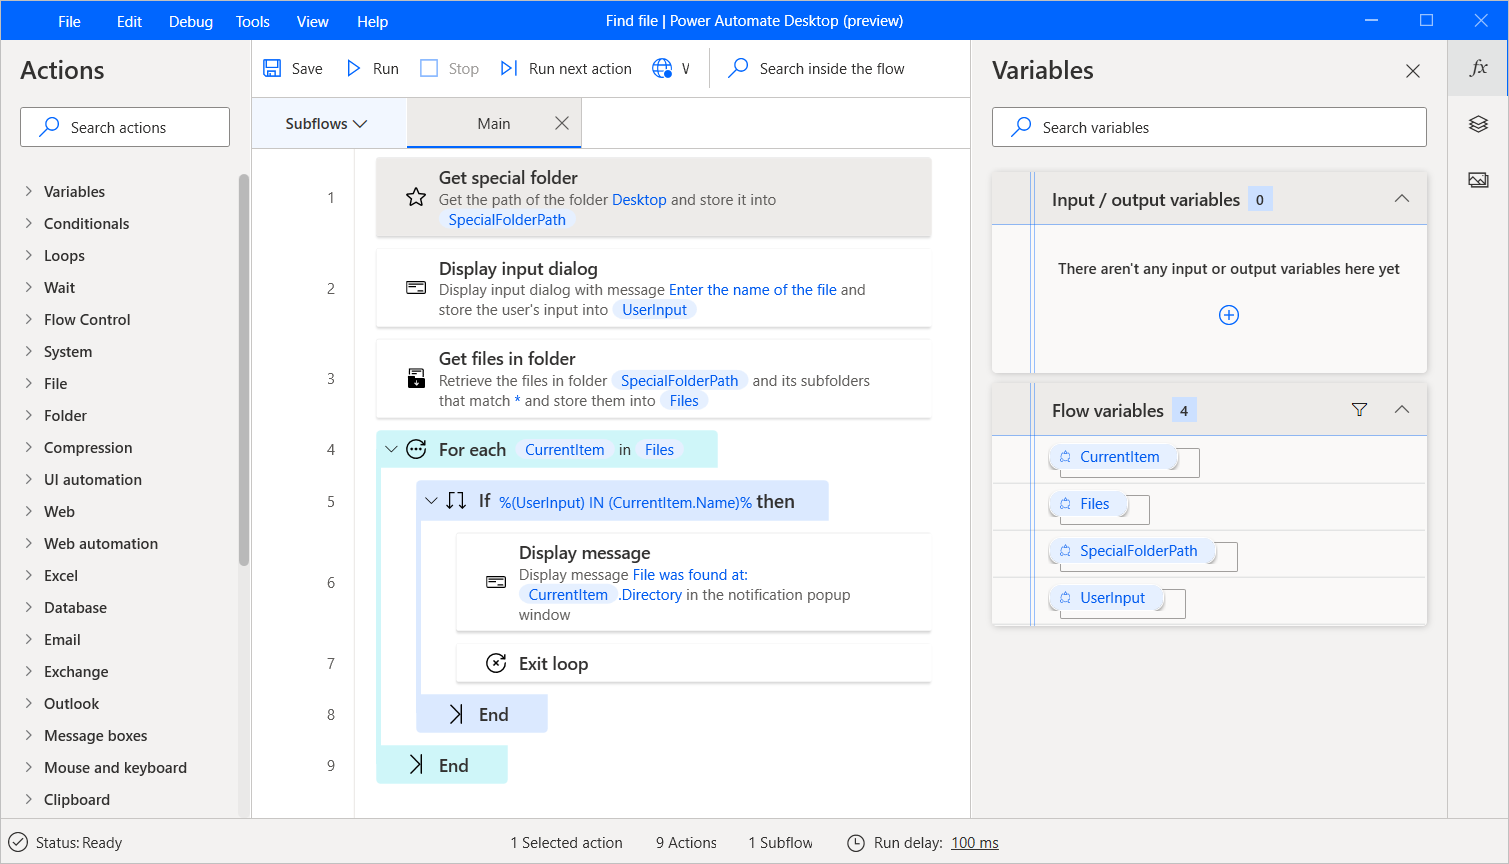 File Edit Debug Tools View Help Find file | Power Automate Desktop (preview)
Actions
Search actions
Variables
Conditionals
Loops
Wait
Flow Control
System
File
Folder
Compression
UI automation
Web
Web automation
Excel
Database
Email
Exchange
Outlook
Message boxes
Mouse and keyboard
Clipboard
Save Run Stop Run next action V Search inside the flow
Subflows Main
1 Get special folder
Get the path of the folder Desktop and store it into
SpecialFolderPath
2 Display input dialog
Display input dialog with message Enter the name of the file and
store the user's input into UserInput
3 Get files in folder
Retrieve the files in folder SpecialFolderPath and its subfolders
that match * and store them into Files
4 For each CurrentItem in Files
5 If %(UserInput) IN (CurrentItem.Name)% then
6 Display message
Display message File was found at:
CurrentItem .Directory in the notification popup
window
7 Exit loop
8 End
9 End
Variables
fx
Search variables
Input / output variables 0
There aren't any input or output variables here yet
Flow variables 4
CurrentItem
Files
SpecialFolderPath
UserInput
Status: Ready 1 Selected action 9 Actions 1 Subflow Run delay: 100 ms